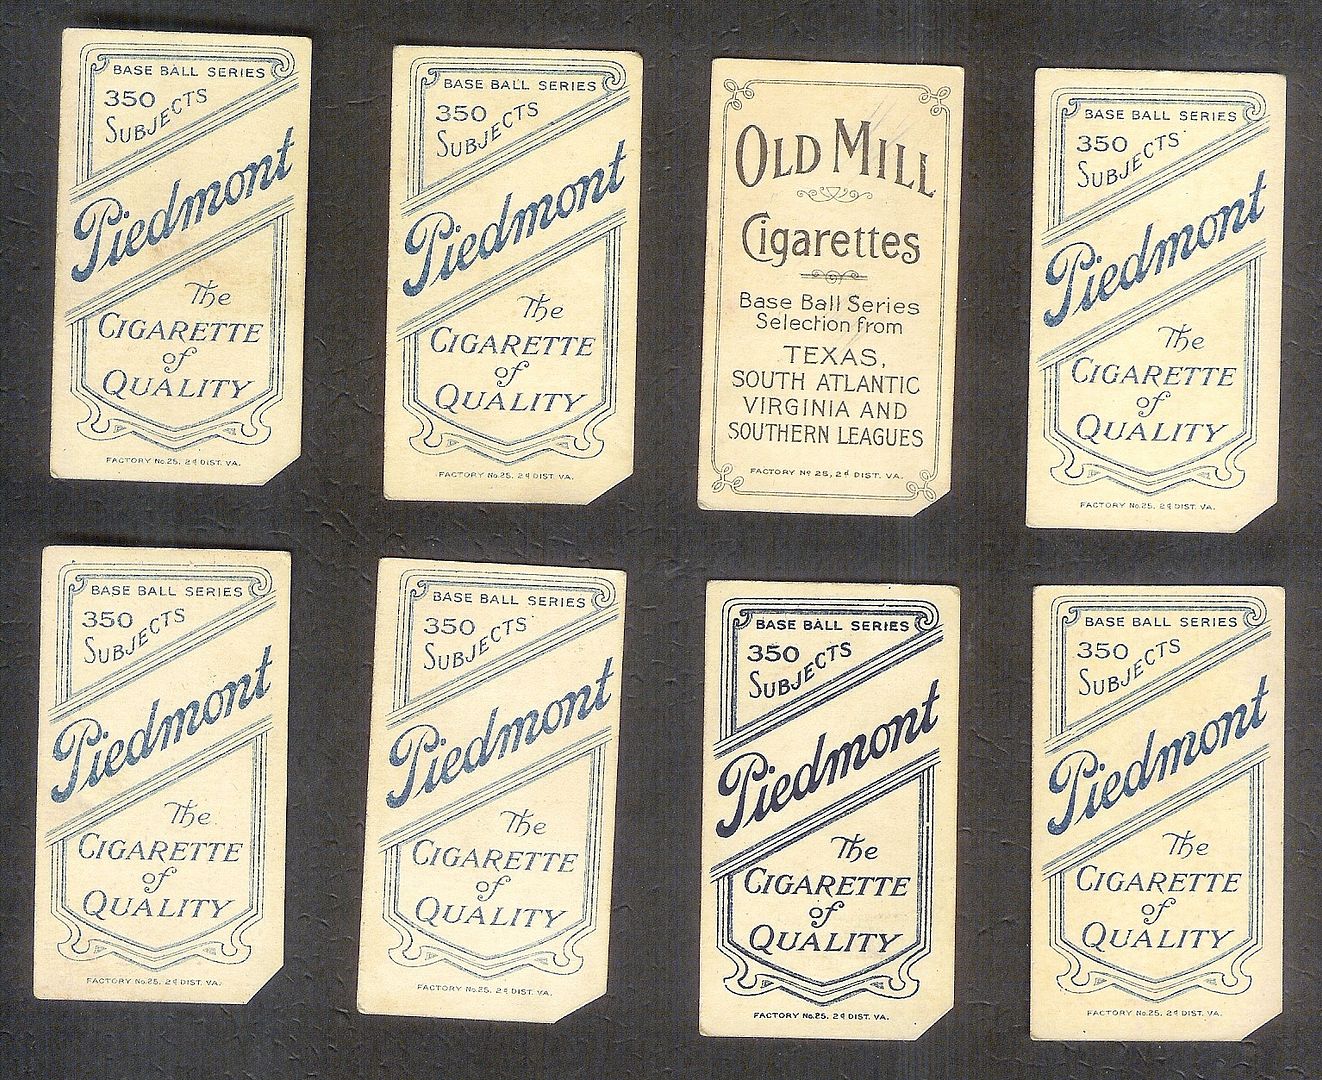 BASE BALL SERIES
350
SUBJECTS
Piedmont
The
CIGARETTE
of
QUALITY
FACTORY No.25. 2d DIST. VA.
BASE BALL SERIES
350
SUBJECTS
Piedmont
The
CIGARETTE
of
QUALITY
FACTORY No.25. 2d DIST. VA.
OLD MILL
Cigarettes
Base Ball Series
Selection from
TEXAS,
SOUTH ATLANTIC
VIRGINIA AND
SOUTHERN LEAGUES
FACTORY No 25, 2d DIST. VA.
BASE BALL SERIES
350
SUBJECTS
Piedmont
The
CIGARETTE
of
QUALITY
FACTORY No.25. 2d DIST. VA.
BASE BALL SERIES
350
SUBJECTS
Piedmont
The
CIGARETTE
of
QUALITY
FACTORY No.25. 2d DIST. VA.
BASE BALL SERIES
350
SUBJECTS
Piedmont
The
CIGARETTE
of
QUALITY
FACTORY No.25. 2d DIST. VA.
BASE BALL SERIES
350
SUBJECTS
Piedmont
The
CIGARETTE
of
QUALITY
FACTORY No.25. 2d DIST. VA.
BASE BALL SERIES
350
SUBJECTS
Piedmont
The
CIGARETTE
of
QUALITY
FACTORY No.25. 2d DIST. VA.